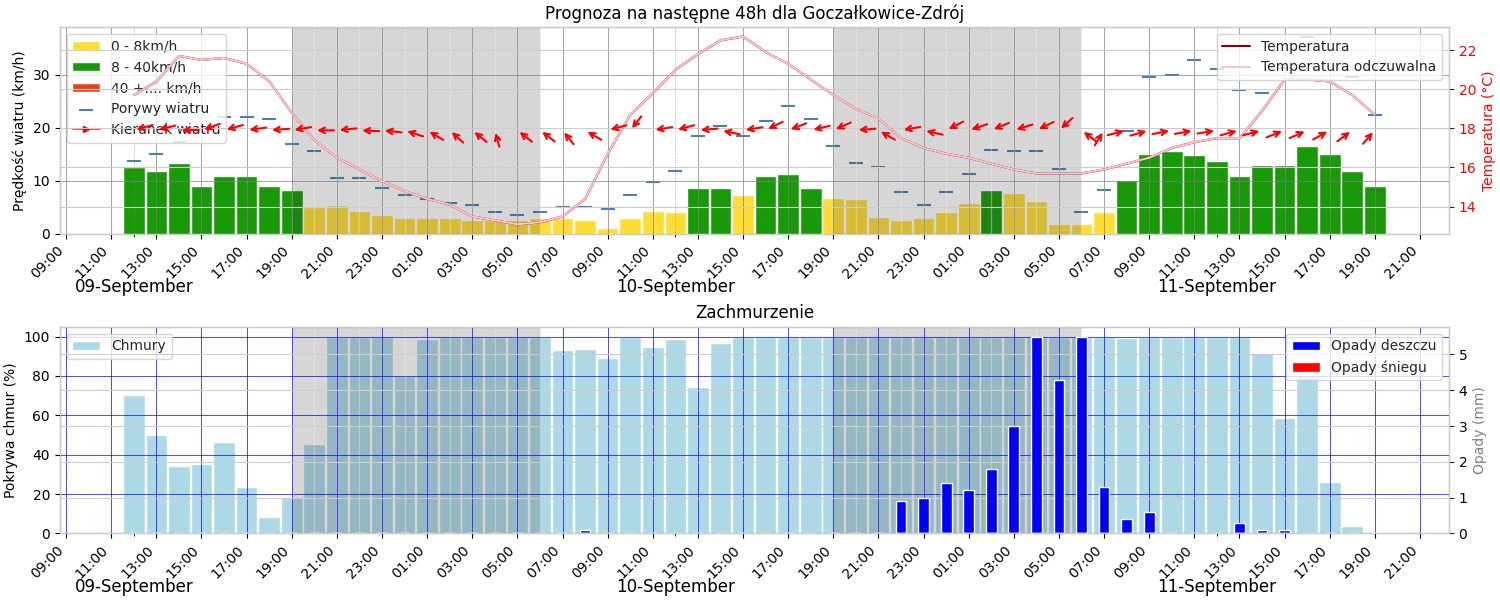 Prognoza na następne 48h dla Goczałkowice-Zdrój
Prędkość wiatru (km/h)
30
20
10
0
0 - 8km/h
8 - 40km/h
40 +.... km/h
Porywy wiatru
Kierunek wiatru
Temperatura
Temperatura odczuwalna
22
20
18
16
14
Temperatura (°C)
09:00 11:00 13:00 15:00 17:00 19:00 21:00 23:00 01:00 03:00 05:00 07:00 09:00 11:00 13:00 15:00 17:00 19:00 21:00 23:00 01:00 03:00 05:00 07:00 09:00 11:00 13:00 15:00 17:00 19:00 21:00
09-September 10-September 11-September
Zachmurzenie
Pokrywa chmur (%)
100
80
60
40
20
0
Chmury
Opady deszczu
Opady śniegu
5
4
3
2
1
0
Opady (mm)
09:00 11:00 13:00 15:00 17:00 19:00 21:00 23:00 01:00 03:00 05:00 07:00 09:00 11:00 13:00 15:00 17:00 19:00 21:00 23:00 01:00 03:00 05:00 07:00 09:00 11:00 13:00 15:00 17:00 19:00 21:00
09-September 10-September 11-September